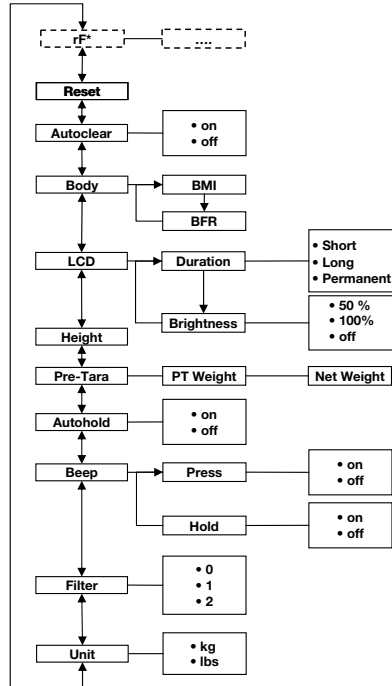 rF*
....
Reset
Autoclear
• on
• off
Body
BMI
BFR
LCD
Duration
• Short
• Long
• Permanent
Brightness
• 50 %
• 100%
• off
Height
Pre-Tara
PT Weight
Net Weight
Autohold
• on
• off
Beep
Press
• on
• off
Hold
• on
• off
Filter
• 0
• 1
• 2
Unit
• kg
• lbs